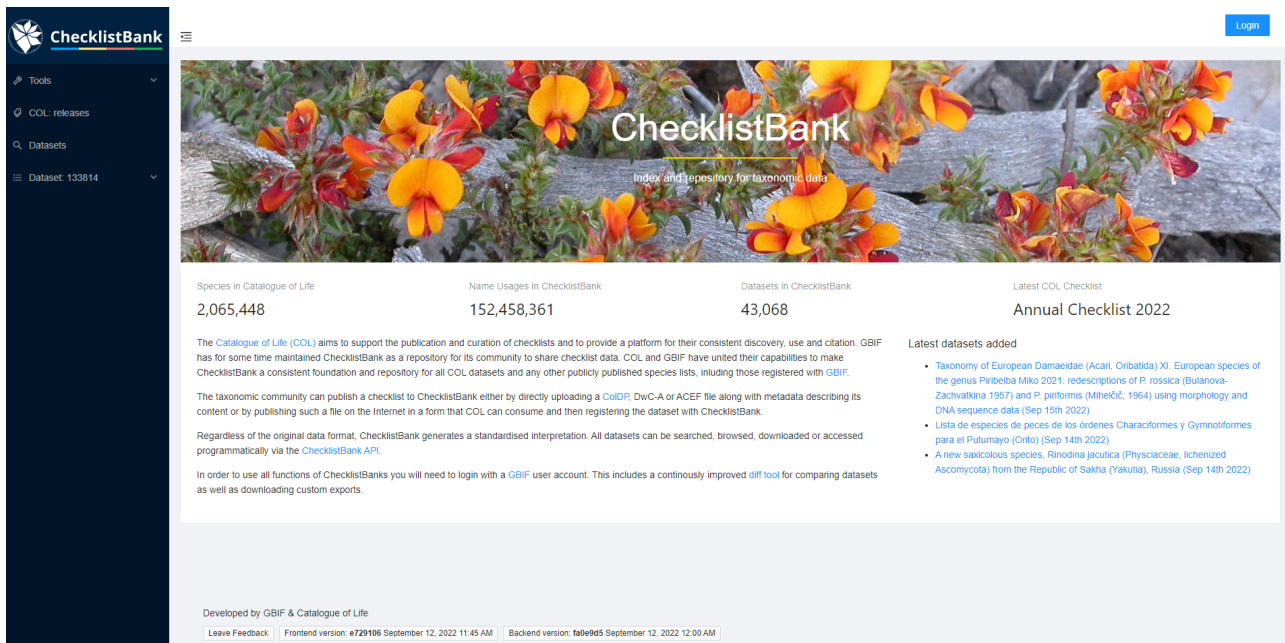 ChecklistBank
Login
Tools
COL: releases
Datasets
Dataset: 133814
ChecklistBank
Index and repository for taxonomic data
Species in Catalogue of Life
2,065,448
Name Usages in ChecklistBank
152,458,361
Datasets in ChecklistBank
43,068
Latest COL Checklist
Annual Checklist 2022
The Catalogue of Life (COL) aims to support the publication and curation of checklists and to provide a platform for their consistent discovery, use and citation. GBIF
has for some time maintained ChecklistBank as a repository for its community to share checklist data. COL and GBIF have united their capabilities to make
ChecklistBank a consistent foundation and repository for all COL datasets and any other publicly published species lists, inluding those registered with GBIF.
The taxonomic community can publish a checklist to ChecklistBank either by directly uploading a ColDP, DwC-A or ACEF file along with metadata describing its
content or by publishing such a file on the Internet in a form that COL can consume and then registering the dataset with ChecklistBank.
Regardless of the original data format, ChecklistBank generates a standardised interpretation. All datasets can be searched, browsed, downloaded or accessed
programmatically via the ChecklistBank API.
In order to use all functions of ChecklistBanks you will need to login with a GBIF user account. This includes a continously improved diff tool for comparing datasets
as well as downloading custom exports.
Latest datasets added
• Taxonomy of European Damaeidae (Acari, Oribatida) XI. European species of
the genus Piribelba Miko 2021: redescriptions of P. rossica (Bulanova-
Zachvatkina 1957) and P. piriformis (Mihelčič, 1964) using morphology and
DNA sequence data (Sep 15th 2022)
• Lista de especies de peces de los órdenes Characiformes y Gymnotiformes
para el Putumayo (Orito) (Sep 14th 2022)
• A new saxicolous species, Rinodina jacutica (Physciaceae, lichenized
Ascomycota) from the Republic of Sakha (Yakutia), Russia (Sep 14th 2022)
Developed by GBIF & Catalogue of Life
Leave Feedback Frontend version: e729106 September 12, 2022 11:45 AM Backend version: fa0e9d5 September 12, 2022 12:00 AM